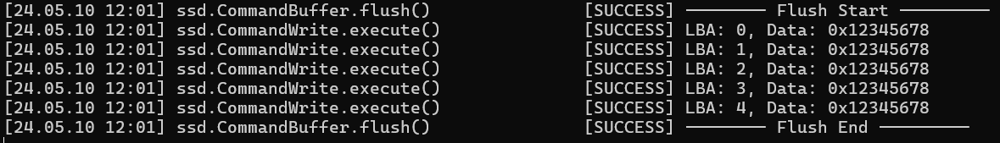 [24.05.10 12:01] ssd.CommandBuffer.flush() [SUCCESS] ──────── Flush Start ─────────
[24.05.10 12:01] ssd.CommandWrite.execute() [SUCCESS] LBA: 0, Data: 0x12345678
[24.05.10 12:01] ssd.CommandWrite.execute() [SUCCESS] LBA: 1, Data: 0x12345678
[24.05.10 12:01] ssd.CommandWrite.execute() [SUCCESS] LBA: 2, Data: 0x12345678
[24.05.10 12:01] ssd.CommandWrite.execute() [SUCCESS] LBA: 3, Data: 0x12345678
[24.05.10 12:01] ssd.CommandWrite.execute() [SUCCESS] LBA: 4, Data: 0x12345678
[24.05.10 12:01] ssd.CommandBuffer.flush() [SUCCESS] ──────── Flush End ─────────